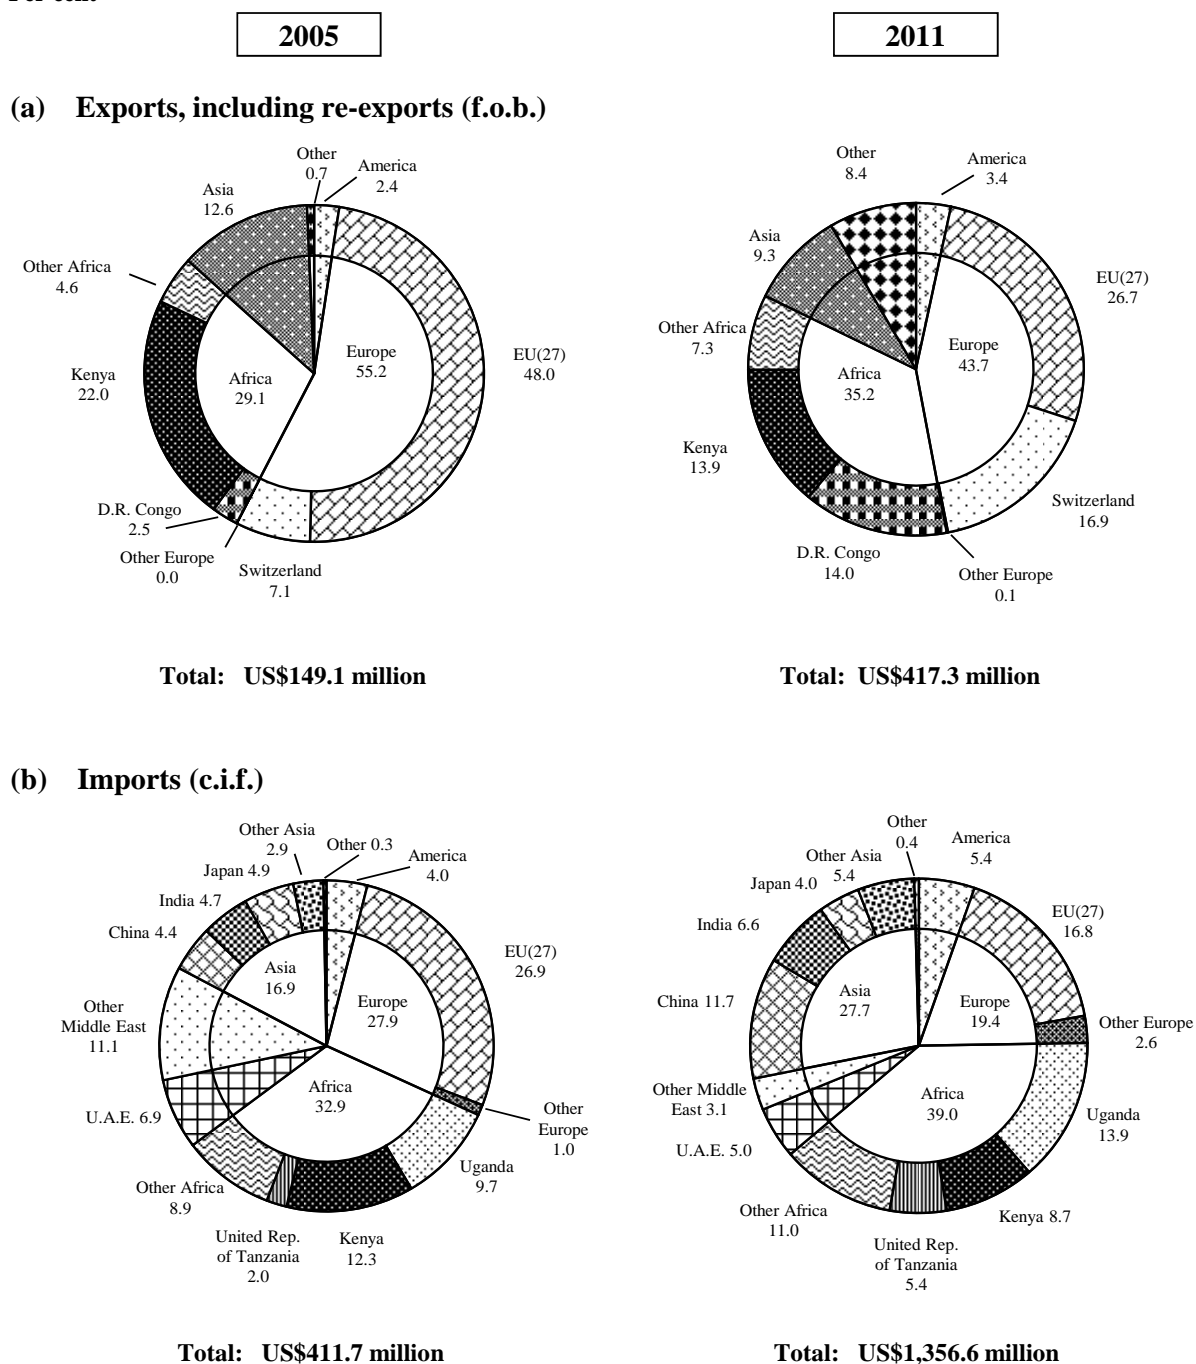 Per cent
2005
2011
(a) Exports, including re-exports (f.o.b.)
Other
0.7
America
2.4
Asia
12.6
Other Africa
4.6
Kenya
22.0
Africa
29.1
Europe
55.2
EU(27)
48.0
D.R. Congo
2.5
Other Europe
0.0
Switzerland
7.1
Total: US$149.1 million
Other
8.4
America
3.4
Asia
9.3
EU(27)
26.7
Other Africa
7.3
Europe
43.7
Africa
35.2
Kenya
13.9
Switzerland
16.9
D.R. Congo
14.0
Other Europe
0.1
Total: US$417.3 million
(b) Imports (c.i.f.)
Other Asia
2.9
Other 0.3
America
4.0
Japan 4.9
India 4.7
China 4.4
EU(27)
26.9
Asia
16.9
Europe
27.9
Other
Middle East
11.1
Africa
32.9
U.A.E. 6.9
Other
Europe
1.0
Uganda
9.7
Other Africa
8.9
United Rep.
of Tanzania
2.0
Kenya
12.3
Total: US$411.7 million
Other
0.4
America
5.4
Other Asia
5.4
Japan 4.0
India 6.6
EU(27)
16.8
China 11.7
Asia
27.7
Europe
19.4
Other Europe
2.6
Other Middle
East 3.1
Africa
39.0
Uganda
13.9
U.A.E. 5.0
Other Africa
11.0
Kenya 8.7
United Rep.
of Tanzania
5.4
Total: US$1,356.6 million